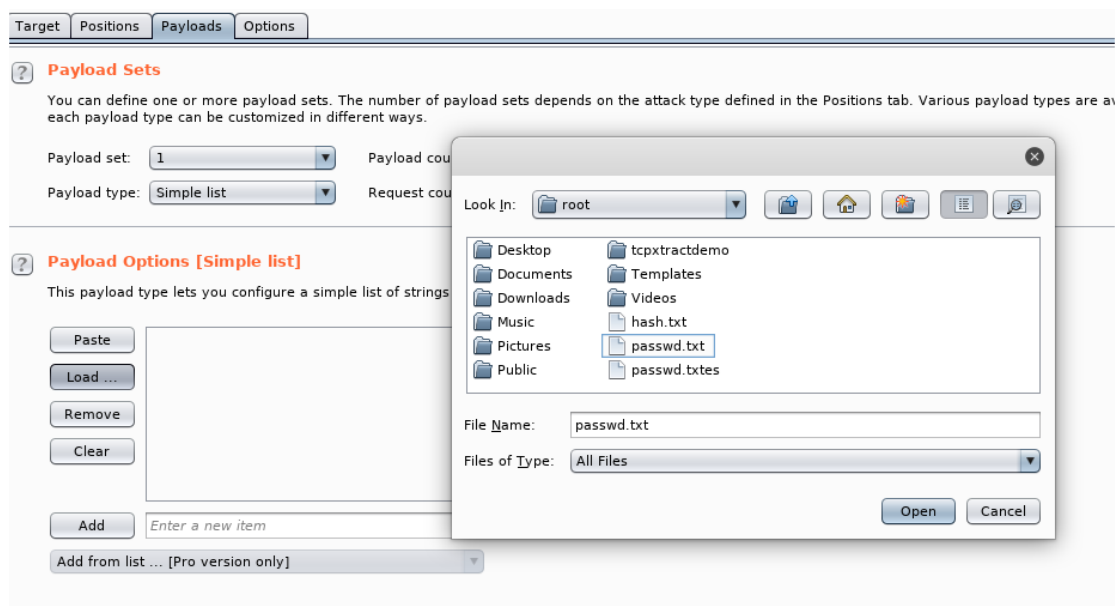 Target Positions Payloads Options
? Payload Sets
You can define one or more payload sets. The number of payload sets depends on the attack type defined in the Positions tab. Various payload types are av
each payload type can be customized in different ways.
Payload set: 1 Payload cou
Payload type: Simple list Request cou
? Payload Options [Simple list]
This payload type lets you configure a simple list of strings
Paste
Load ...
Remove
Clear
Add Enter a new item
Add from list ... [Pro version only]
Look In: root
Desktop tcpxtractdemo
Documents Templates
Downloads Videos
Music hash.txt
Pictures passwd.txt
Public passwd.txtes
File Name: passwd.txt
Files of Type: All Files
Open Cancel